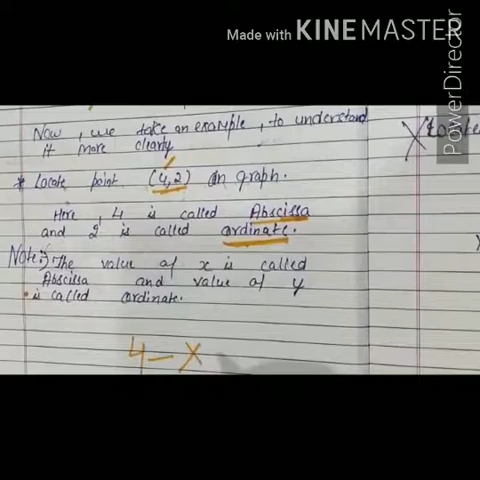 Made with KINEMASTER
PowerDirector
Now, we take an example, to understand
it more clearly
* Locate point (4,2) on graph.
Here, 4 is called Abscissa
and 2 is called ordinate.
Note:- The value of x is called
Abscissa and value of y
is called ordinate.
4 — X